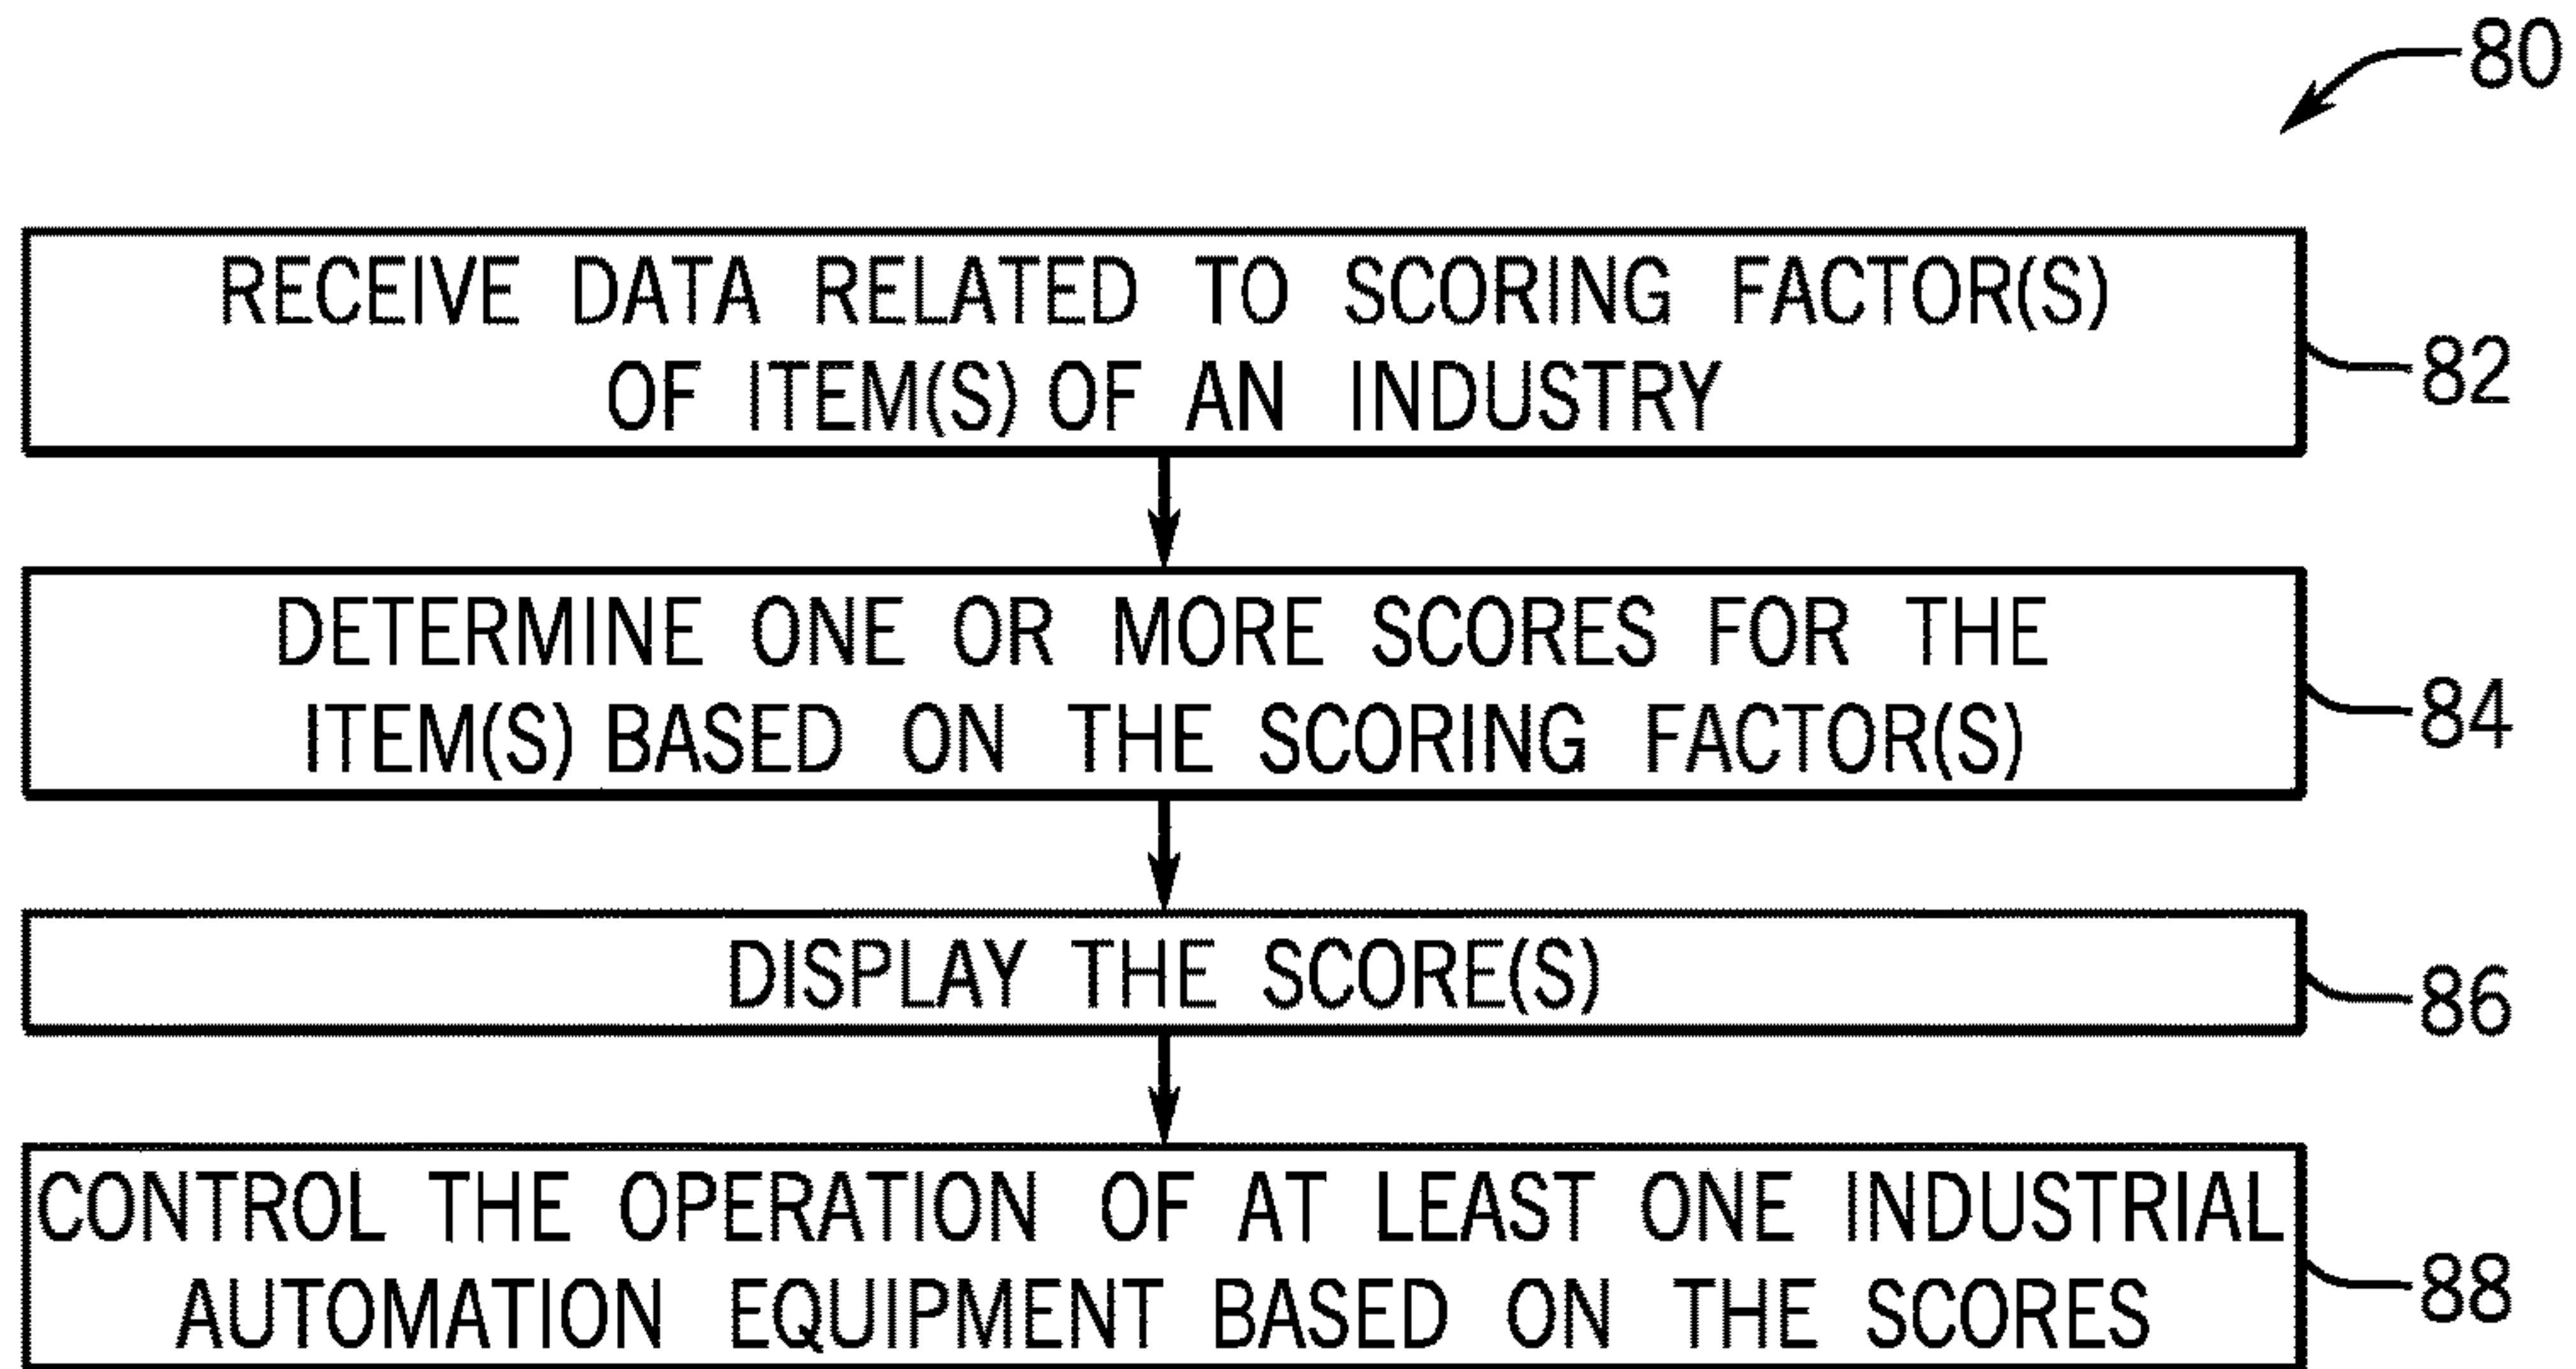 80
RECEIVE DATA RELATED TO SCORING FACTOR(S)
OF ITEM(S) OF AN INDUSTRY
82
DETERMINE ONE OR MORE SCORES FOR THE
ITEM(S) BASED ON THE SCORING FACTOR(S)
84
DISPLAY THE SCORE(S)
86
CONTROL THE OPERATION OF AT LEAST ONE INDUSTRIAL
AUTOMATION EQUIPMENT BASED ON THE SCORES
88